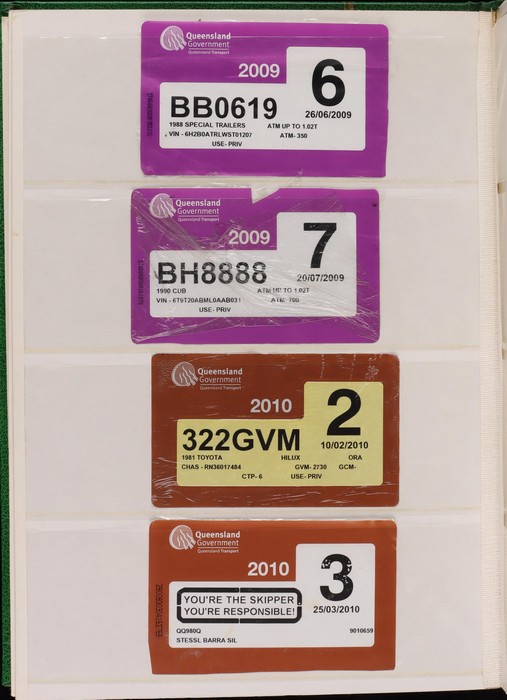 Queensland
Government
Queensland Transport
2009
6
26/06/2009
BB0619
1988 SPECIAL TRAILERS ATM UP TO 1.02T
VIN - 6H2B0ATRLWST01207 ATM- 350
USE- PRIV
Queensland
Government
Queensland Transport
2009
7
20/07/2009
BH8888
1990 CUB ATM UP TO 1.02T
VIN - 6T9T20ABML0AAB031 ATM- 700
USE- PRIV
Queensland
Government
Queensland Transport
2010
2
10/02/2010
322GVM
1981 TOYOTA HILUX ORA
CHAS - RN36017484 GVM- 2730 GCM-
CTP- 6 USE- PRIV
Queensland
Government
Queensland Transport
2010
3
25/03/2010
YOU'RE THE SKIPPER
YOU'RE RESPONSIBLE!
QQ980Q 9010659
STESSL BARRA SIL